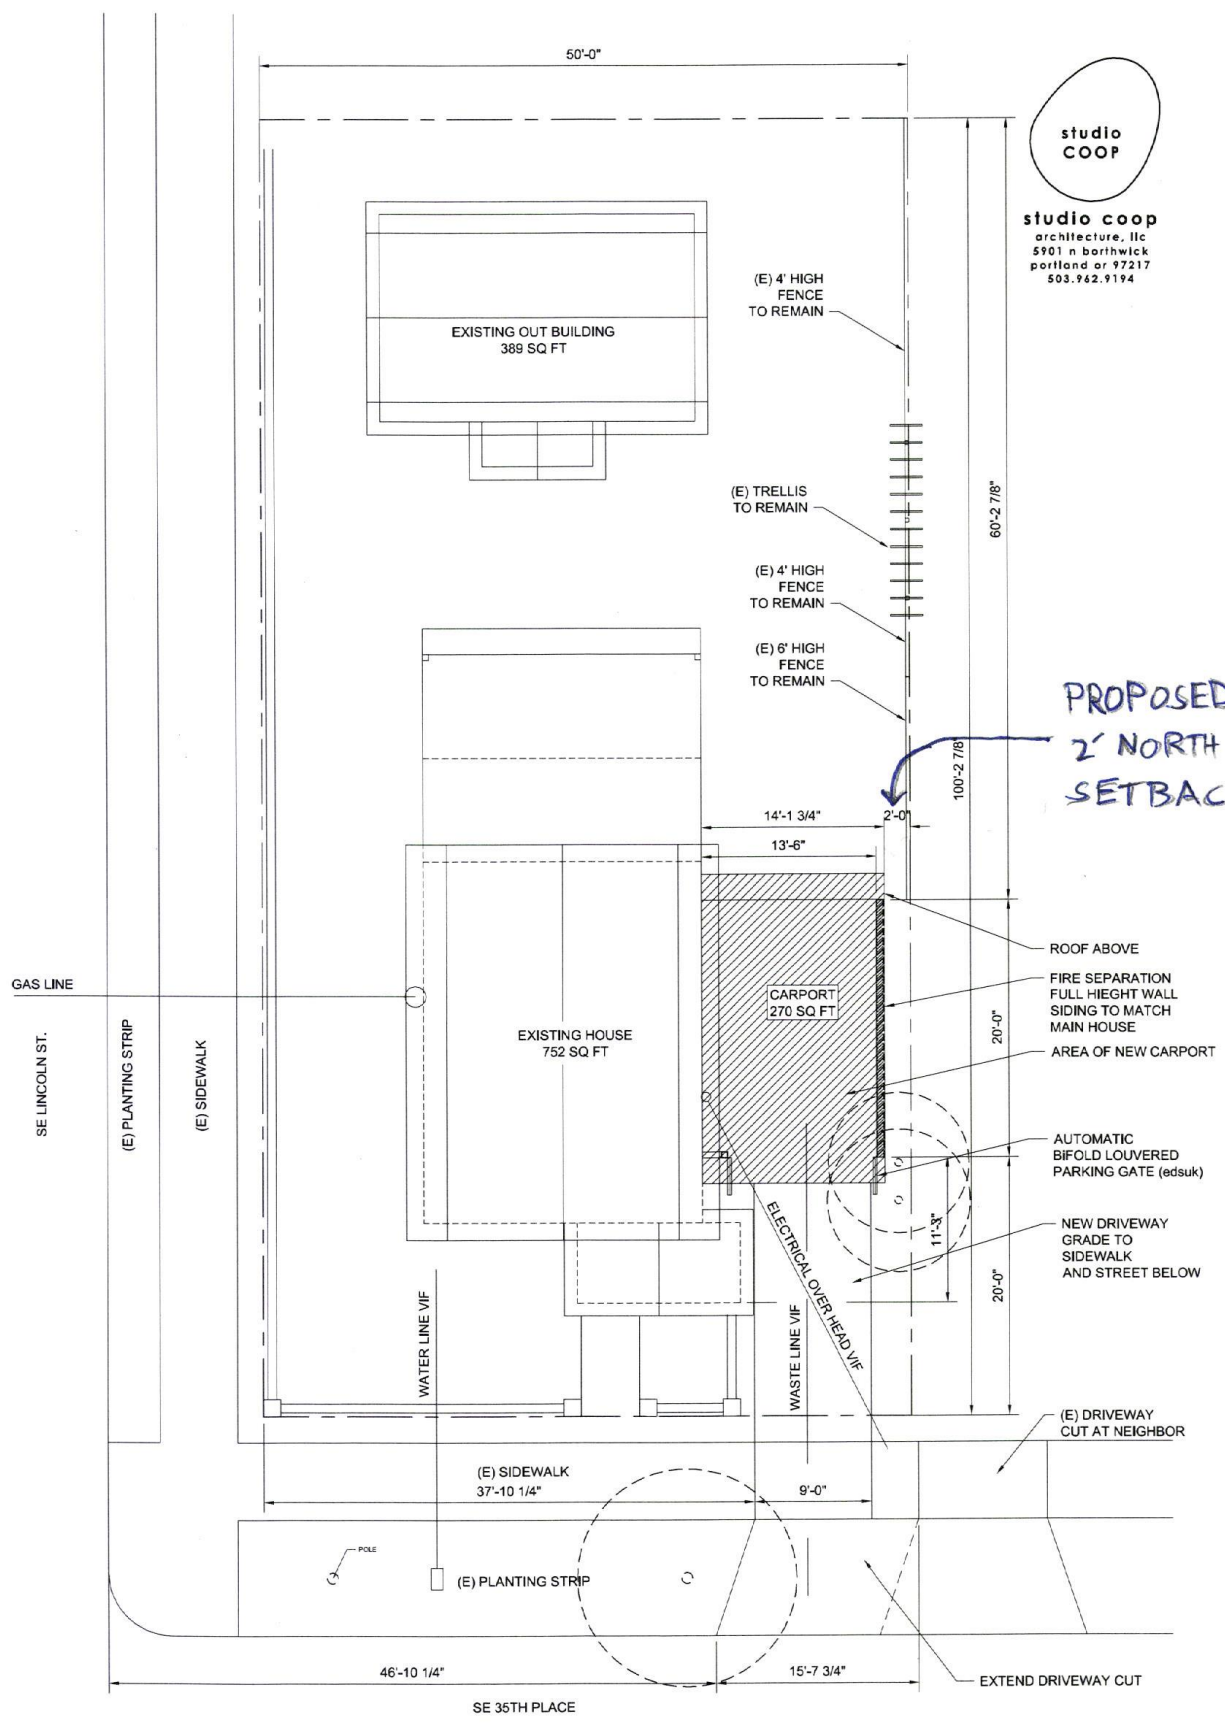 50'-0"
studio
COOP
studio coop
architecture, llc
5901 n borthwick
portland or 97217
503.962.9194
(E) 4' HIGH
FENCE
TO REMAIN
EXISTING OUT BUILDING
389 SQ FT
(E) TRELLIS
TO REMAIN
60'-2 7/8"
(E) 4' HIGH
FENCE
TO REMAIN
(E) 6' HIGH
FENCE
TO REMAIN
PROPOSED
2' NORTH
SETBAC
100'-2 7/8"
14'-1 3/4"
2'-0"
13'-6"
ROOF ABOVE
GAS LINE
FIRE SEPARATION
FULL HIEGHT WALL
SIDING TO MATCH
MAIN HOUSE
CARPORT
270 SQ FT
EXISTING HOUSE
752 SQ FT
20'-0"
SE LINCOLN ST.
(E) PLANTING STRIP
(E) SIDEWALK
AREA OF NEW CARPORT
AUTOMATIC
BIFOLD LOUVERED
PARKING GATE (edsuk)
ELECTRICAL OVER HEAD VIF
11'-3"
NEW DRIVEWAY
GRADE TO
SIDEWALK
AND STREET BELOW
20'-0"
WATER LINE VIF
WASTE LINE VIF
(E) DRIVEWAY
CUT AT NEIGHBOR
(E) SIDEWALK
37'-10 1/4"
9'-0"
POLE
(E) PLANTING STRIP
46'-10 1/4"
15'-7 3/4"
EXTEND DRIVEWAY CUT
SE 35TH PLACE